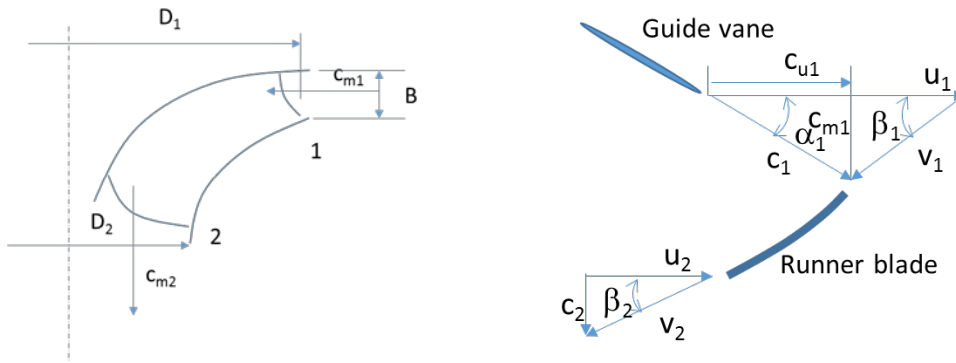 D₁
cₘ₁
B
1
D₂
2
cₘ₂
Guide vane
cᵤ₁
u₁
α₁
cₘ₁
β₁
c₁
v₁
Runner blade
u₂
c₂
β₂
v₂